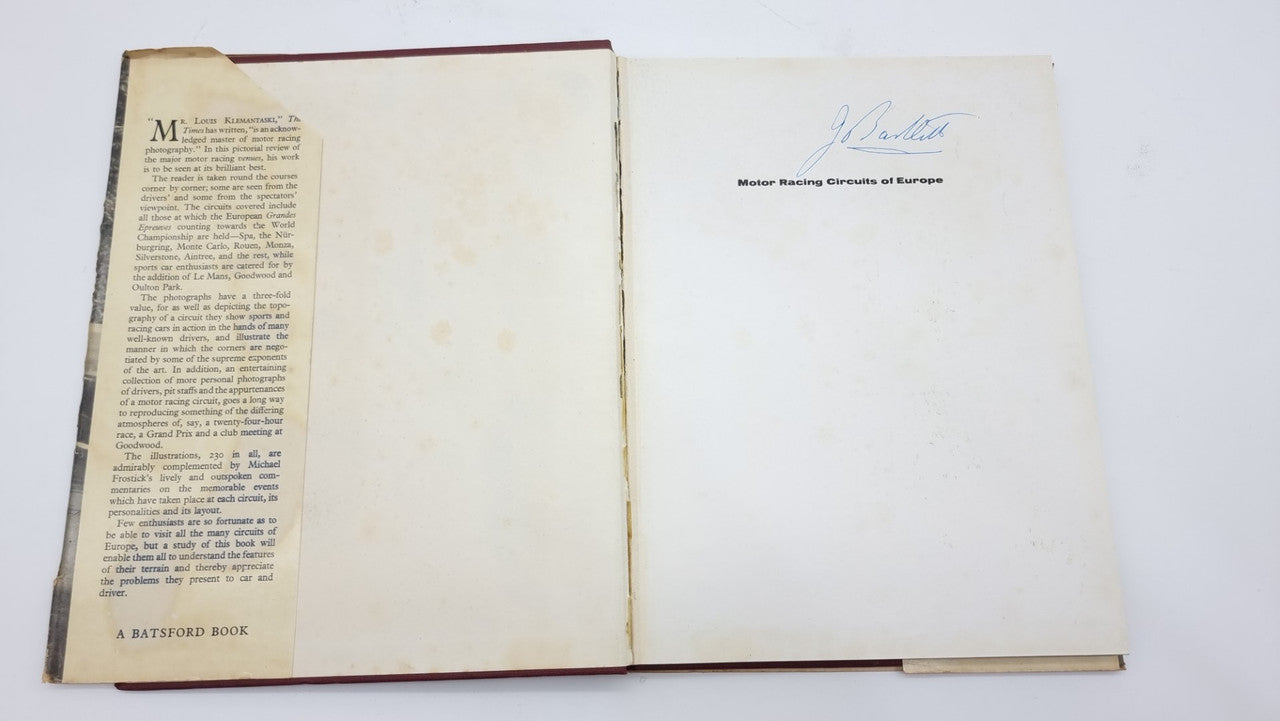 "MR. LOUIS KLEMANTASKI," The
Times has written, "is an acknow-
ledged master of motor racing
photography." In this pictorial review of
the major motor racing venues, his work
is to be seen at its brilliant best.
The reader is taken round the courses
corner by corner; some are seen from the
drivers' and some from the spectators'
viewpoint. The circuits covered include
all those at which the European Grandes
Epreuves counting towards the World
Championship are held—Spa, the Nür-
burgring, Monte Carlo, Rouen, Monza,
Silverstone, Aintree, and the rest, while
sports car enthusiasts are catered for by
the addition of Le Mans, Goodwood and
Oulton Park.
The photographs have a three-fold
value, for as well as depicting the topo-
graphy of a circuit they show sports and
racing cars in action in the hands of many
well-known drivers, and illustrate the
manner in which the corners are nego-
tiated by some of the supreme exponents
of the art. In addition, an entertaining
collection of more personal photographs
of drivers, pit staffs and the appurtenances
of a motor racing circuit, goes a long way
to reproducing something of the differing
atmospheres of, say, a twenty-four-hour
race, a Grand Prix and a club meeting at
Goodwood.
The illustrations, 230 in all, are
admirably complemented by Michael
Frostick's lively and outspoken com-
mentaries on the memorable events
which have taken place at each circuit, its
personalities and its layout.
Few enthusiasts are so fortunate as to
be able to visit all the many circuits of
Europe, but a study of this book will
enable them all to understand the features
of their terrain and thereby appreciate
the problems they present to car and
driver.
A BATSFORD BOOK
Bartlett
Motor Racing Circuits of Europe